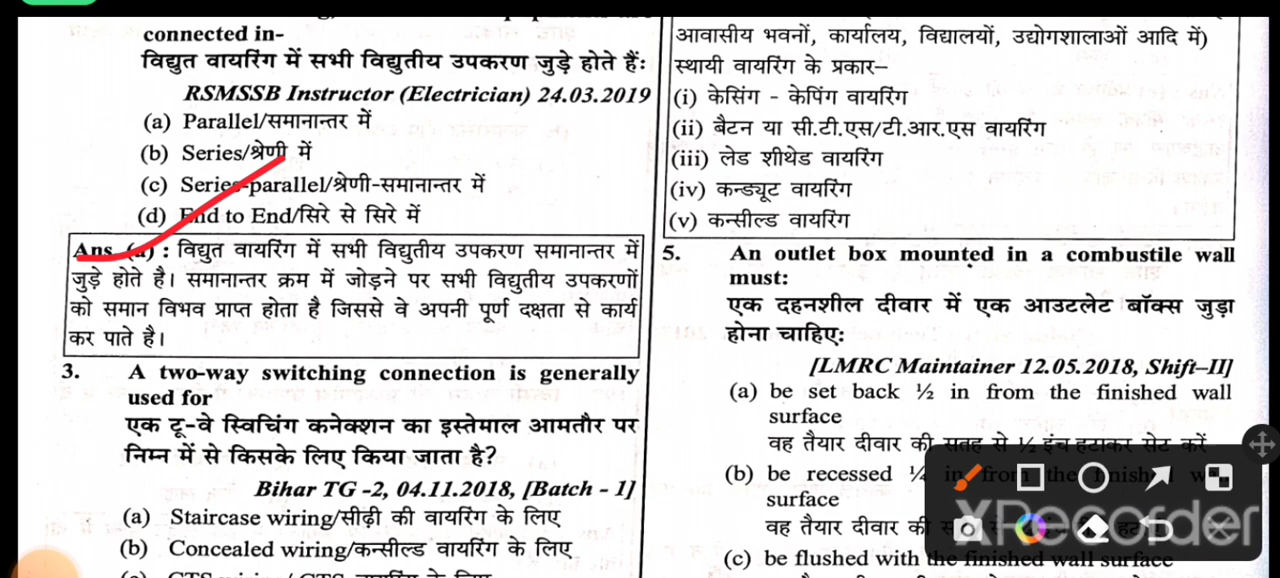 connected in-
विद्युत वायरिंग में सभी विद्युतीय उपकरण जुड़े होते हैं:
RSMSSB Instructor (Electrician) 24.03.2019
(a) Parallel/समानान्तर में
(b) Series/श्रेणी में
(c) Series-parallel/श्रेणी-समानान्तर में
(d) End to End/सिरे से सिरे में
Ans. (a) : विद्युत वायरिंग में सभी विद्युतीय उपकरण समानान्तर में
जुड़े होते है। समानान्तर क्रम में जोड़ने पर सभी विद्युतीय उपकरणों
को समान विभव प्राप्त होता है जिससे वे अपनी पूर्ण दक्षता से कार्य
कर पाते है।
3. A two-way switching connection is generally
used for
एक टू-वे स्विचिंग कनेक्शन का इस्तेमाल आमतौर पर
निम्न में से किसके लिए किया जाता है?
Bihar TG -2, 04.11.2018, [Batch - 1]
(a) Staircase wiring/सीढ़ी की वायरिंग के लिए
(b) Concealed wiring/कन्सील्ड वायरिंग के लिए
आवासीय भवनों, कार्यालय, विद्यालयों, उद्योगशालाओं आदि में)
स्थायी वायरिंग के प्रकार–
(i) केसिंग - केपिंग वायरिंग
(ii) बैटन या सी.टी.एस/टी.आर.एस वायरिंग
(iii) लेड शीथेड वायरिंग
(iv) कन्ड्यूट वायरिंग
(v) कन्सील्ड वायरिंग
5. An outlet box mounted in a combustile wall
must:
एक दहनशील दीवार में एक आउटलेट बॉक्स जुड़ा
होना चाहिए:
[LMRC Maintainer 12.05.2018, Shift–II]
(a) be set back ½ in from the finished wall
surface
वह तैयार दीवार की सतह से ½ इंच हटाकर सेट करें
(b) be recessed ¼ in from the finished wall
surface
वह तैयार दीवार की
(c) be flushed with the finished wall surface
XRecorder